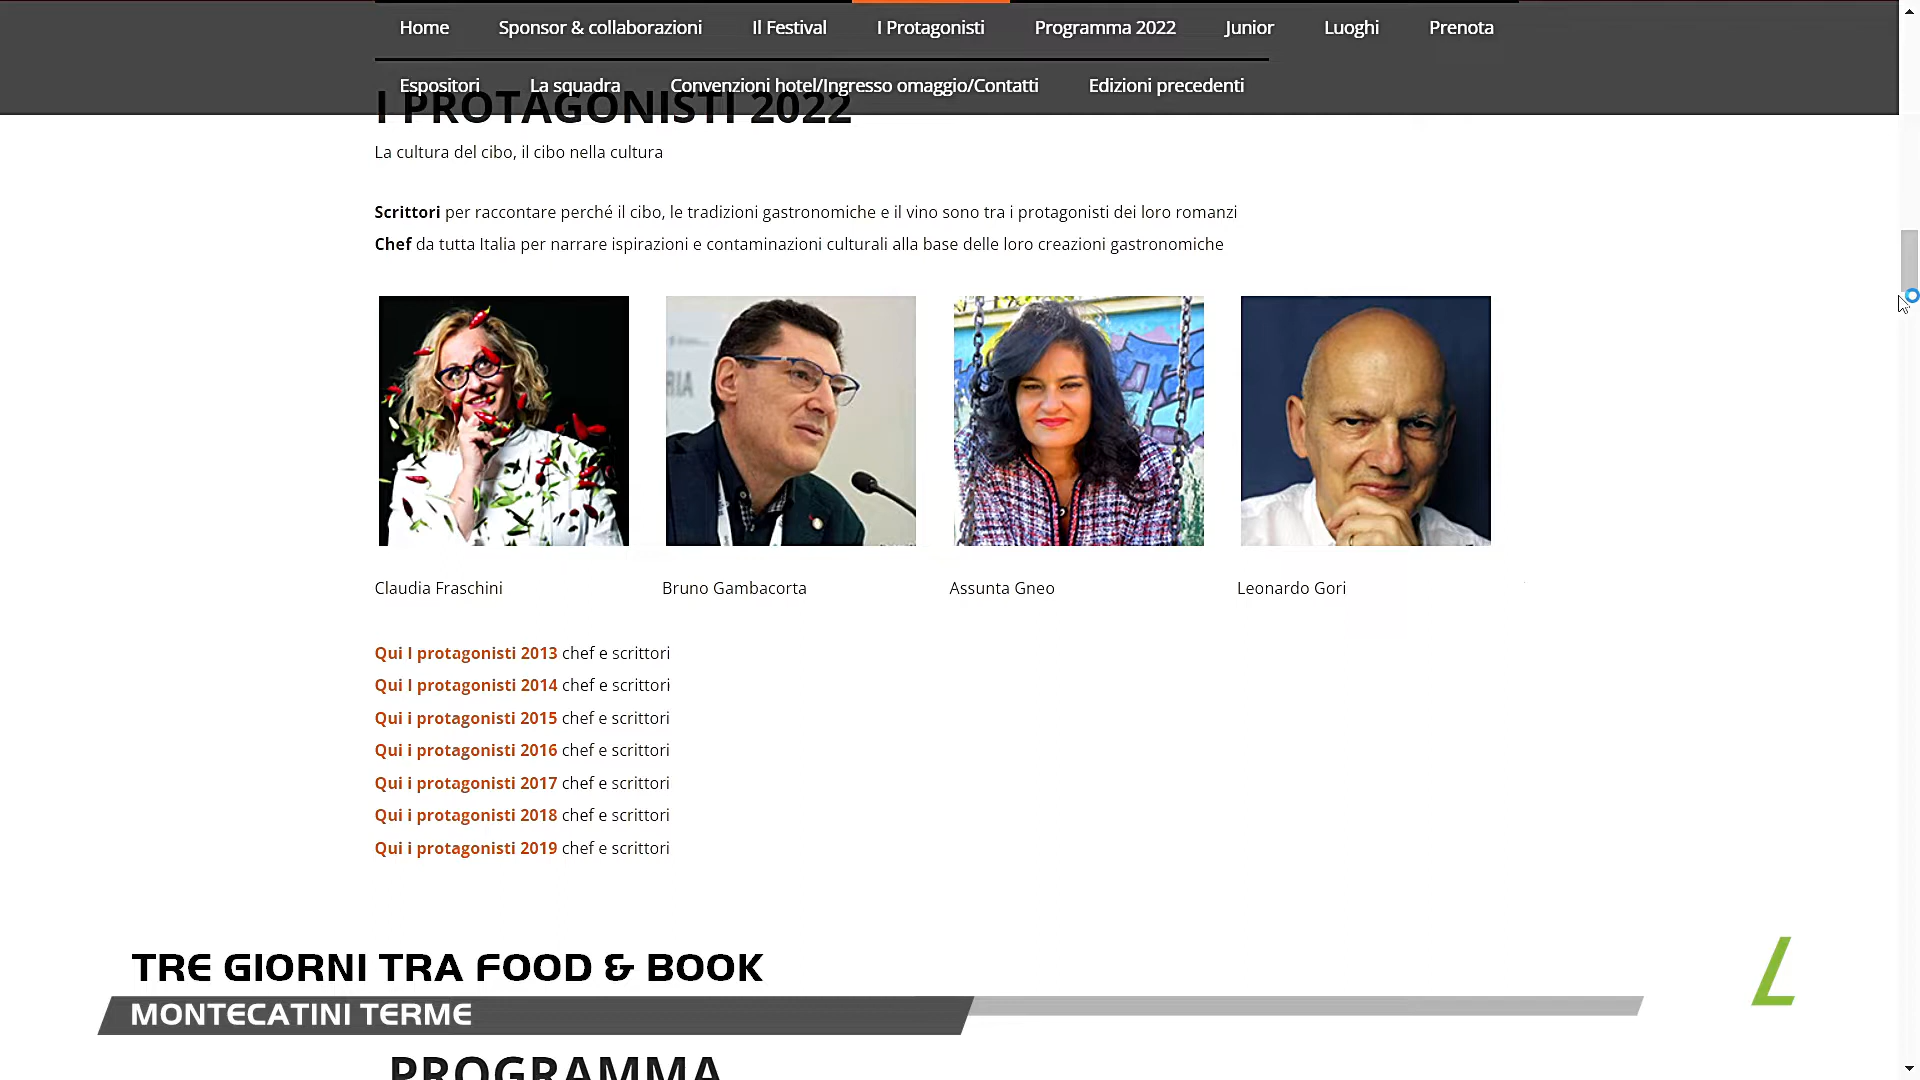 Home Sponsor & collaborazioni Il Festival I Protagonisti Programma 2022 Junior Luoghi Prenota
Espositori La squadra Convenzioni hotel/Ingresso omaggio/Contatti Edizioni precedenti
I PROTAGONISTI 2022
La cultura del cibo, il cibo nella cultura
Scrittori per raccontare perché il cibo, le tradizioni gastronomiche e il vino sono tra i protagonisti dei loro romanzi
Chef da tutta Italia per narrare ispirazioni e contaminazioni culturali alla base delle loro creazioni gastronomiche
Claudia Fraschini Bruno Gambacorta Assunta Gneo Leonardo Gori
Qui I protagonisti 2013 chef e scrittori
Qui I protagonisti 2014 chef e scrittori
Qui i protagonisti 2015 chef e scrittori
Qui i protagonisti 2016 chef e scrittori
Qui i protagonisti 2017 chef e scrittori
Qui i protagonisti 2018 chef e scrittori
Qui i protagonisti 2019 chef e scrittori
TRE GIORNI TRA FOOD & BOOK
MONTECATINI TERME
L
PROGRAMMA